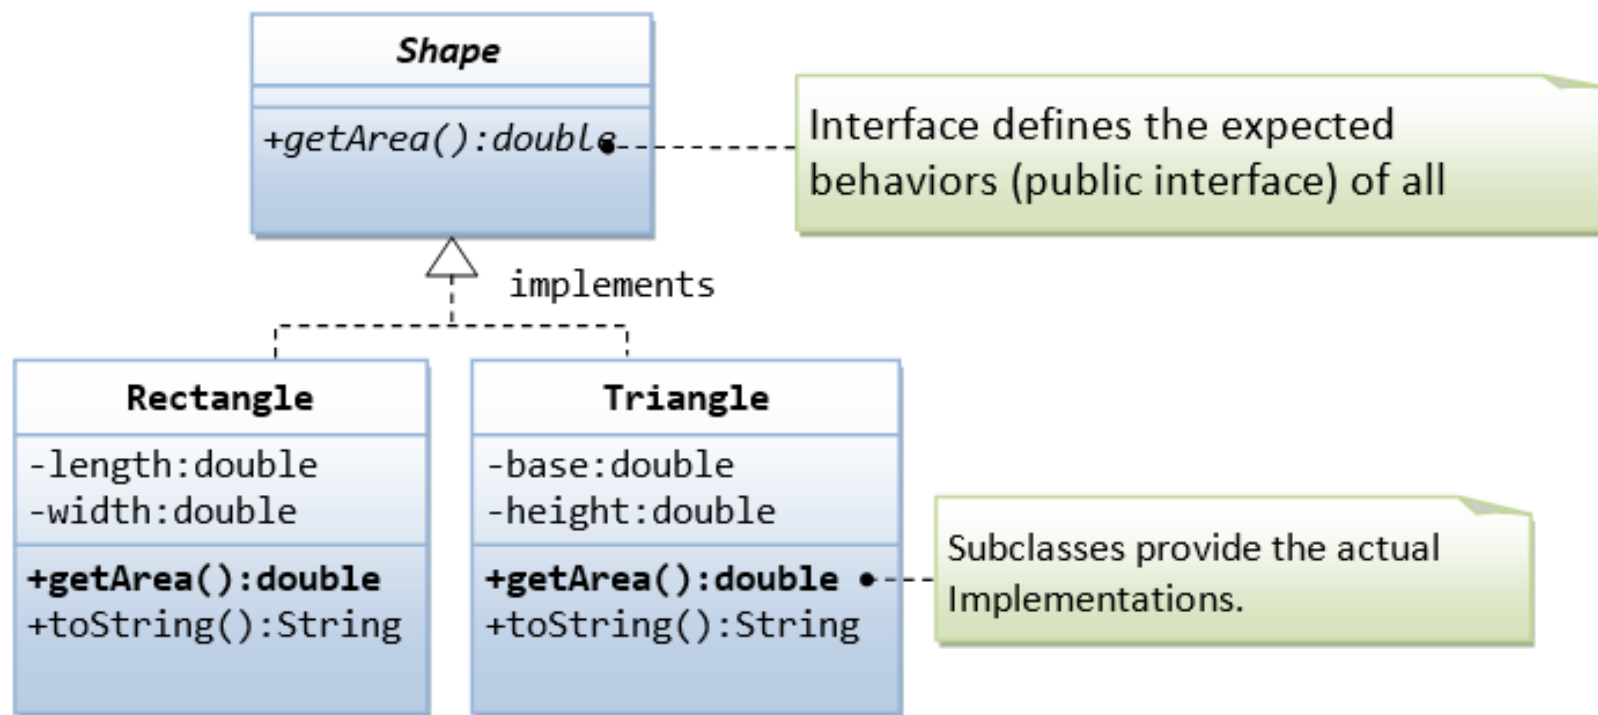 Shape
+getArea():double
Interface defines the expected
behaviors (public interface) of all
implements
Rectangle
-length:double
-width:double
+getArea():double
+toString():String
Triangle
-base:double
-height:double
+getArea():double
+toString():String
Subclasses provide the actual
Implementations.